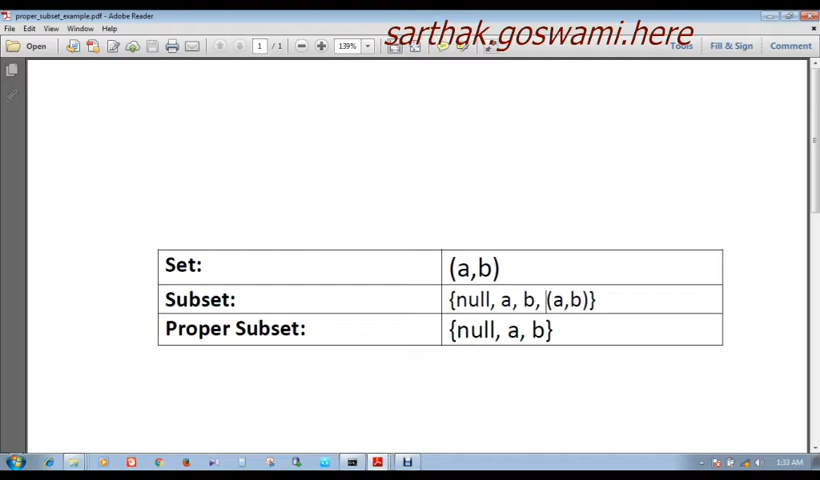 proper_subset_example.pdf - Adobe Reader
File Edit View Window Help
sarthak.goswami.here
Open 1 / 1 139% Tools Fill & Sign Comment
Set: (a,b)
Subset: {null, a, b, (a,b)}
Proper Subset: {null, a, b}
1:33 AM